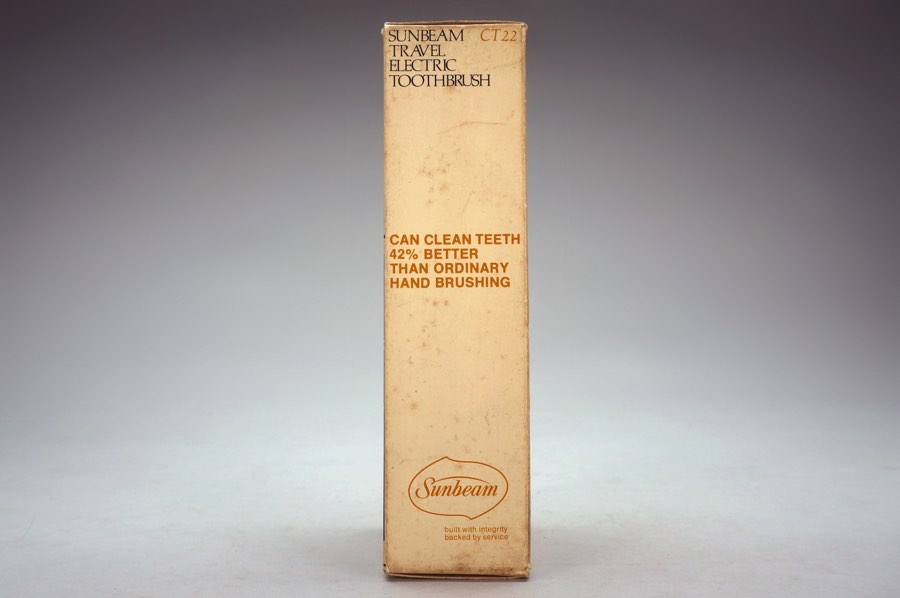 SUNBEAM CT22
TRAVEL
ELECTRIC
TOOTHBRUSH
CAN CLEAN TEETH
42% BETTER
THAN ORDINARY
HAND BRUSHING
Sunbeam
built with integrity
backed by service